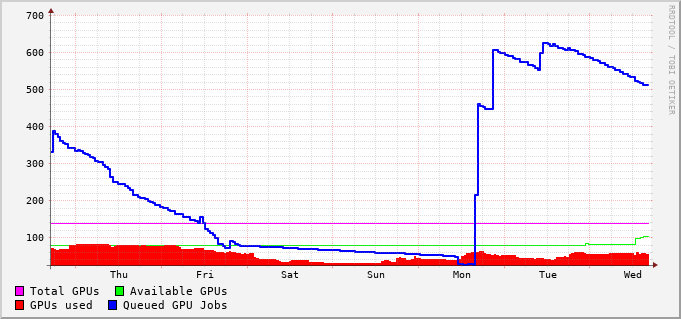 700
600
500
400
300
200
100
Thu Fri Sat Sun Mon Tue Wed
Total GPUs Available GPUs
GPUs used Queued GPU Jobs
RRDTOOL / TOBI OETIKER